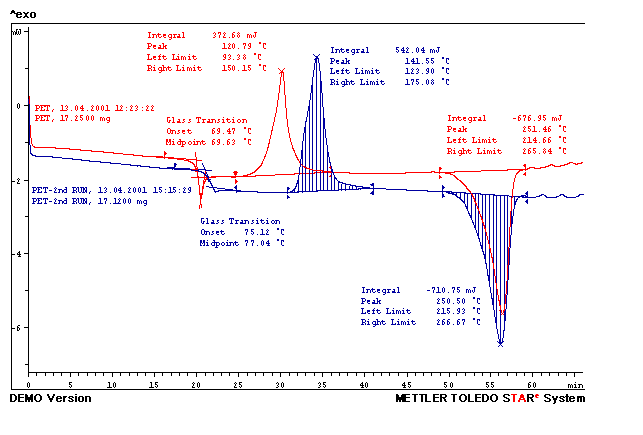 ^exo
mW
Integral 372.68 mJ
Peak 120.79 °C
Left Limit 93.38 °C
Right Limit 150.15 °C
Integral 542.04 mJ
Peak 141.55 °C
Left Limit 123.90 °C
Right Limit 175.08 °C
0
PET, 13.04.2001 12:23:22
PET, 17.2500 mg
Glass Transition
Onset 69.47 °C
Midpoint 69.63 °C
Integral -676.95 mJ
Peak 251.46 °C
Left Limit 214.66 °C
Right Limit 265.84 °C
-2
PET-2nd RUN, 13.04.2001 15:15:29
PET-2nd RUN, 17.1200 mg
Glass Transition
Onset 75.12 °C
Midpoint 77.04 °C
-4
Integral -710.75 mJ
Peak 250.50 °C
Left Limit 215.93 °C
Right Limit 266.67 °C
-6
0 5 10 15 20 25 30 35 40 45 50 55 60 min
DEMO Version METTLER TOLEDO STARe System